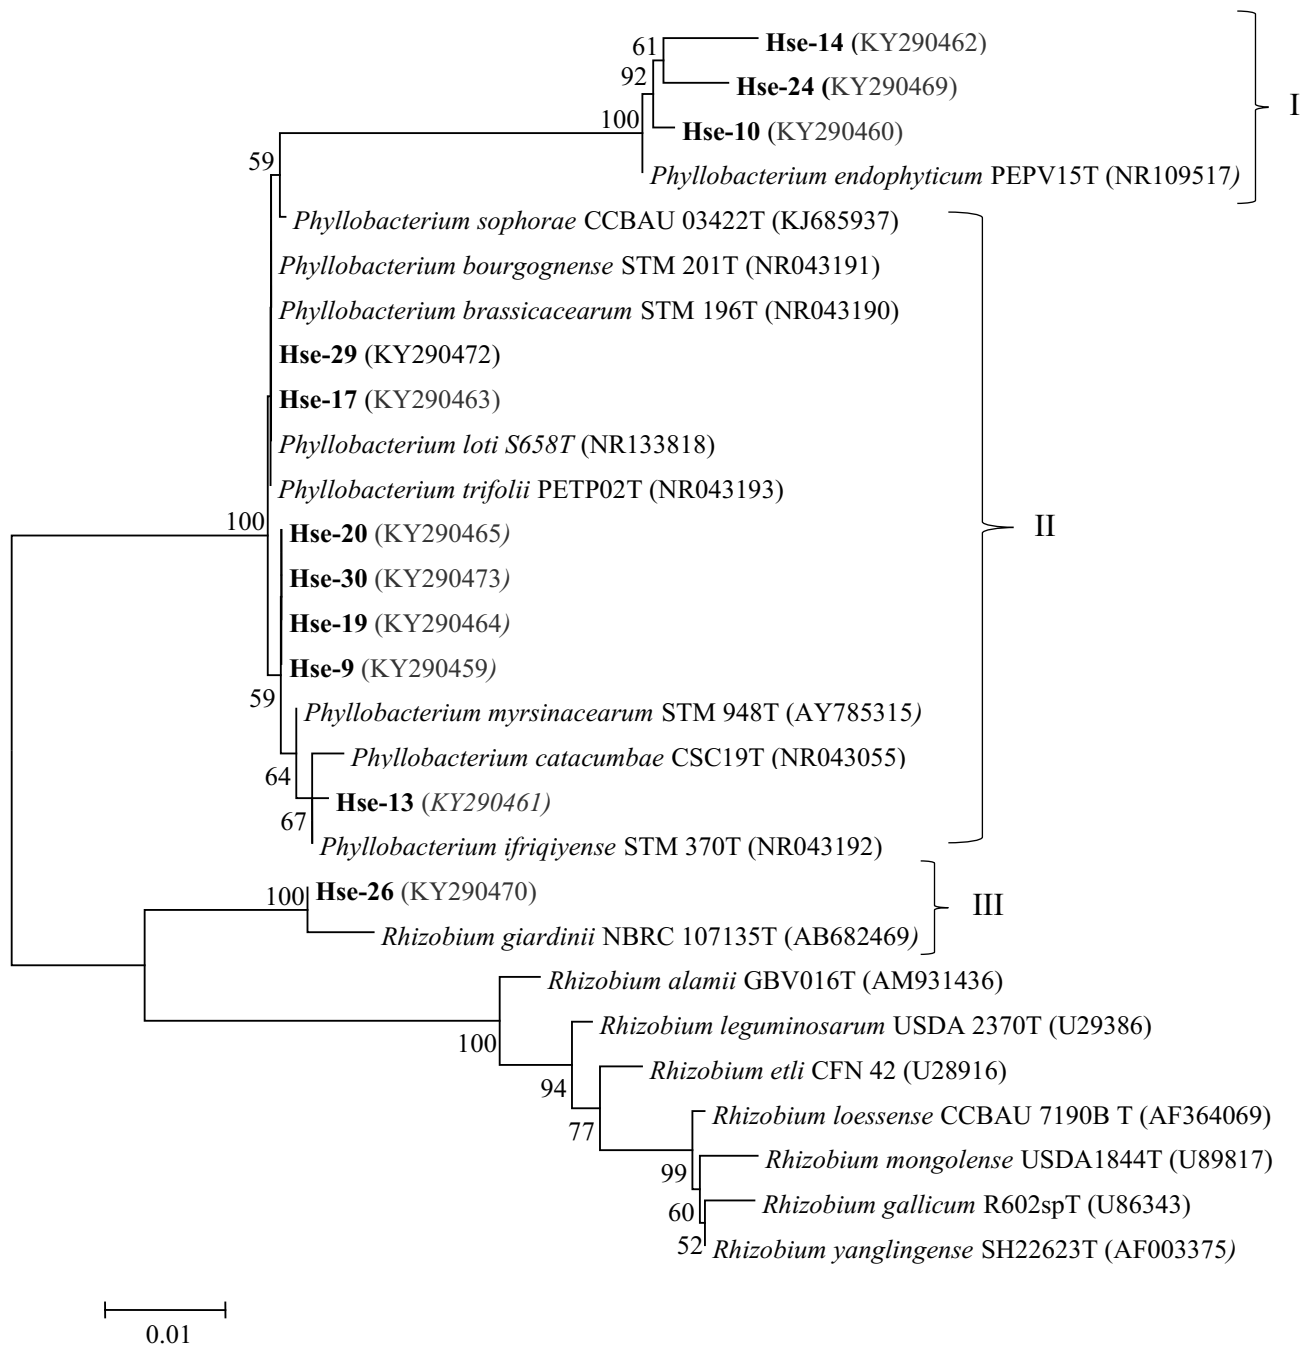 61
Hse-14 (KY290462)
92
Hse-24 (KY290469)
I
100
Hse-10 (KY290460)
59
Phyllobacterium endophyticum PEPV15T (NR109517)
Phyllobacterium sophorae CCBAU 03422T (KJ685937)
Phyllobacterium bourgognense STM 201T (NR043191)
Phyllobacterium brassicacearum STM 196T (NR043190)
Hse-29 (KY290472)
Hse-17 (KY290463)
Phyllobacterium loti S658T (NR133818)
Phyllobacterium trifolii PETP02T (NR043193)
100
Hse-20 (KY290465)
II
Hse-30 (KY290473)
Hse-19 (KY290464)
Hse-9 (KY290459)
59
Phyllobacterium myrsinacearum STM 948T (AY785315)
Phyllobacterium catacumbae CSC19T (NR043055)
64
Hse-13 (KY290461)
67
Phyllobacterium ifriqiyense STM 370T (NR043192)
100
Hse-26 (KY290470)
III
Rhizobium giardinii NBRC 107135T (AB682469)
Rhizobium alamii GBV016T (AM931436)
Rhizobium leguminosarum USDA 2370T (U29386)
100
Rhizobium etli CFN 42 (U28916)
94
Rhizobium loessense CCBAU 7190B T (AF364069)
77
Rhizobium mongolense USDA1844T (U89817)
99
Rhizobium gallicum R602spT (U86343)
60
52
Rhizobium yanglingense SH22623T (AF003375)
0.01